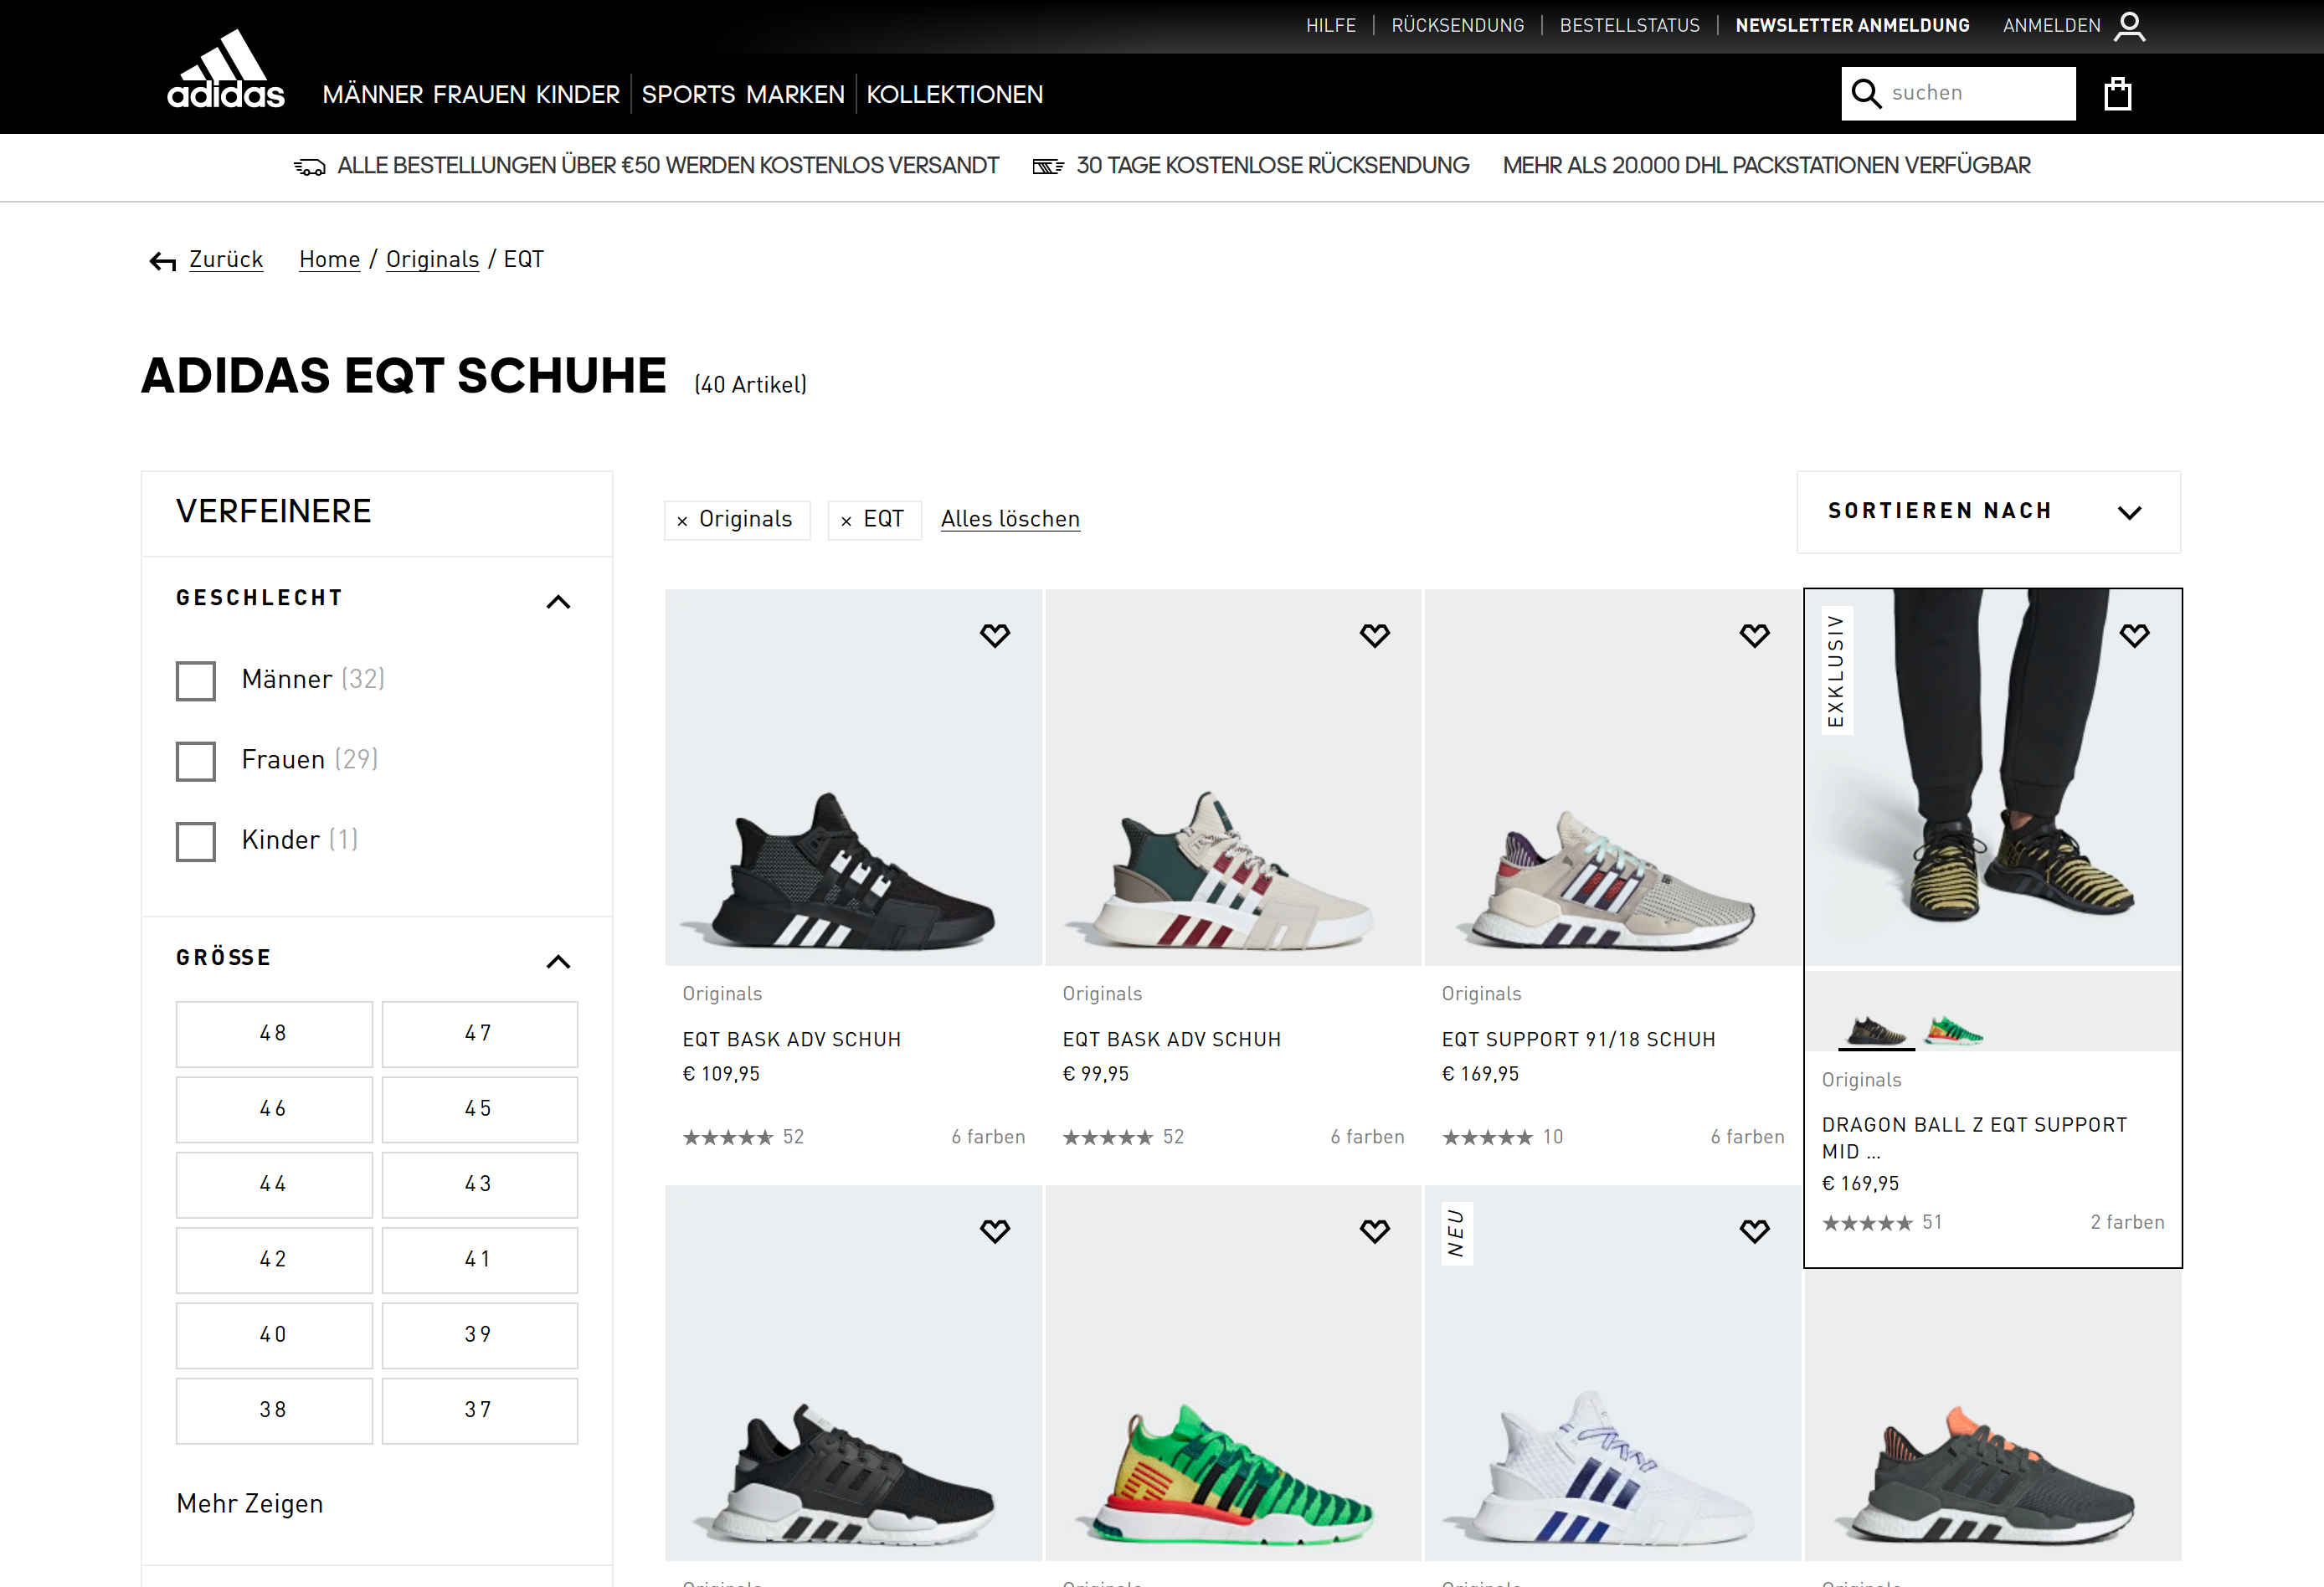 HILFE
RÜCKSENDUNG
BESTELLSTATUS
NEWSLETTER ANMELDUNG
ANMELDEN
adidas
MÄNNER FRAUEN KINDER
SPORTS MARKEN
KOLLEKTIONEN
suchen
ALLE BESTELLUNGEN ÜBER €50 WERDEN KOSTENLOS VERSANDT
30 TAGE KOSTENLOSE RÜCKSENDUNG
MEHR ALS 20.000 DHL PACKSTATIONEN VERFÜGBAR
Zurück
Home / Originals / EQT
ADIDAS EQT SCHUHE (40 Artikel)
VERFEINERE
GESCHLECHT
Männer (32)
Frauen (29)
Kinder (1)
GRÖSSE
48
47
46
45
44
43
42
41
40
39
38
37
Mehr Zeigen
× Originals
× EQT
Alles löschen
SORTIEREN NACH
Originals
EQT BASK ADV SCHUH
€ 109,95
52
6 farben
Originals
EQT BASK ADV SCHUH
€ 99,95
52
6 farben
Originals
EQT SUPPORT 91/18 SCHUH
€ 169,95
10
6 farben
EXKLUSIV
Originals
DRAGON BALL Z EQT SUPPORT
MID ...
€ 169,95
51
2 farben
NEU
Originals
Originals
Originals
Originals